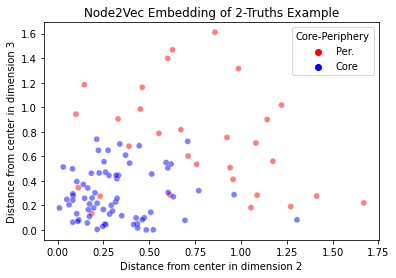 Node2Vec Embedding of 2-Truths Example
Distance from center in dimension 3
1.6
1.4
1.2
1.0
0.8
0.6
0.4
0.2
0.0
Core-Periphery
Per.
Core
0.00 0.25 0.50 0.75 1.00 1.25 1.50 1.75
Distance from center in dimension 2